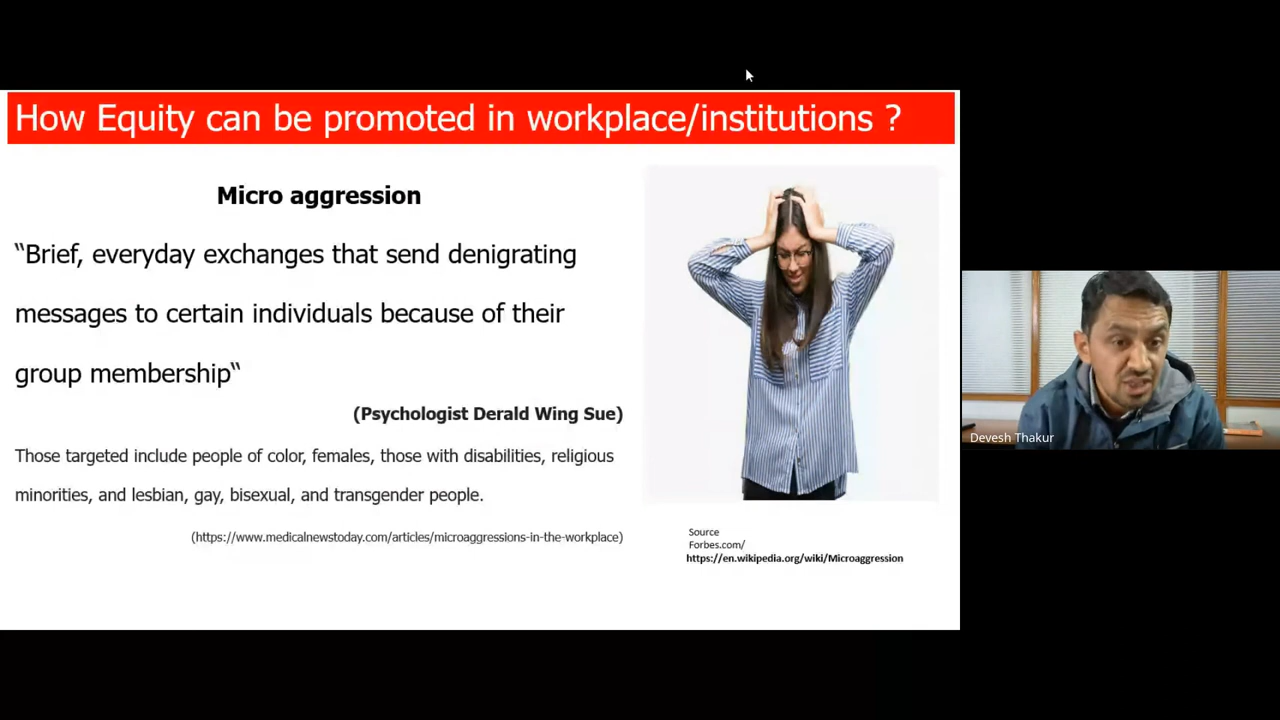 How Equity can be promoted in workplace/institutions ?
Micro aggression
“Brief, everyday exchanges that send denigrating
messages to certain individuals because of their
group membership“
(Psychologist Derald Wing Sue)
Those targeted include people of color, females, those with disabilities, religious
minorities, and lesbian, gay, bisexual, and transgender people.
(https://www.medicalnewstoday.com/articles/microaggressions-in-the-workplace)
Source
Forbes.com/
https://en.wikipedia.org/wiki/Microaggression
Devesh Thakur